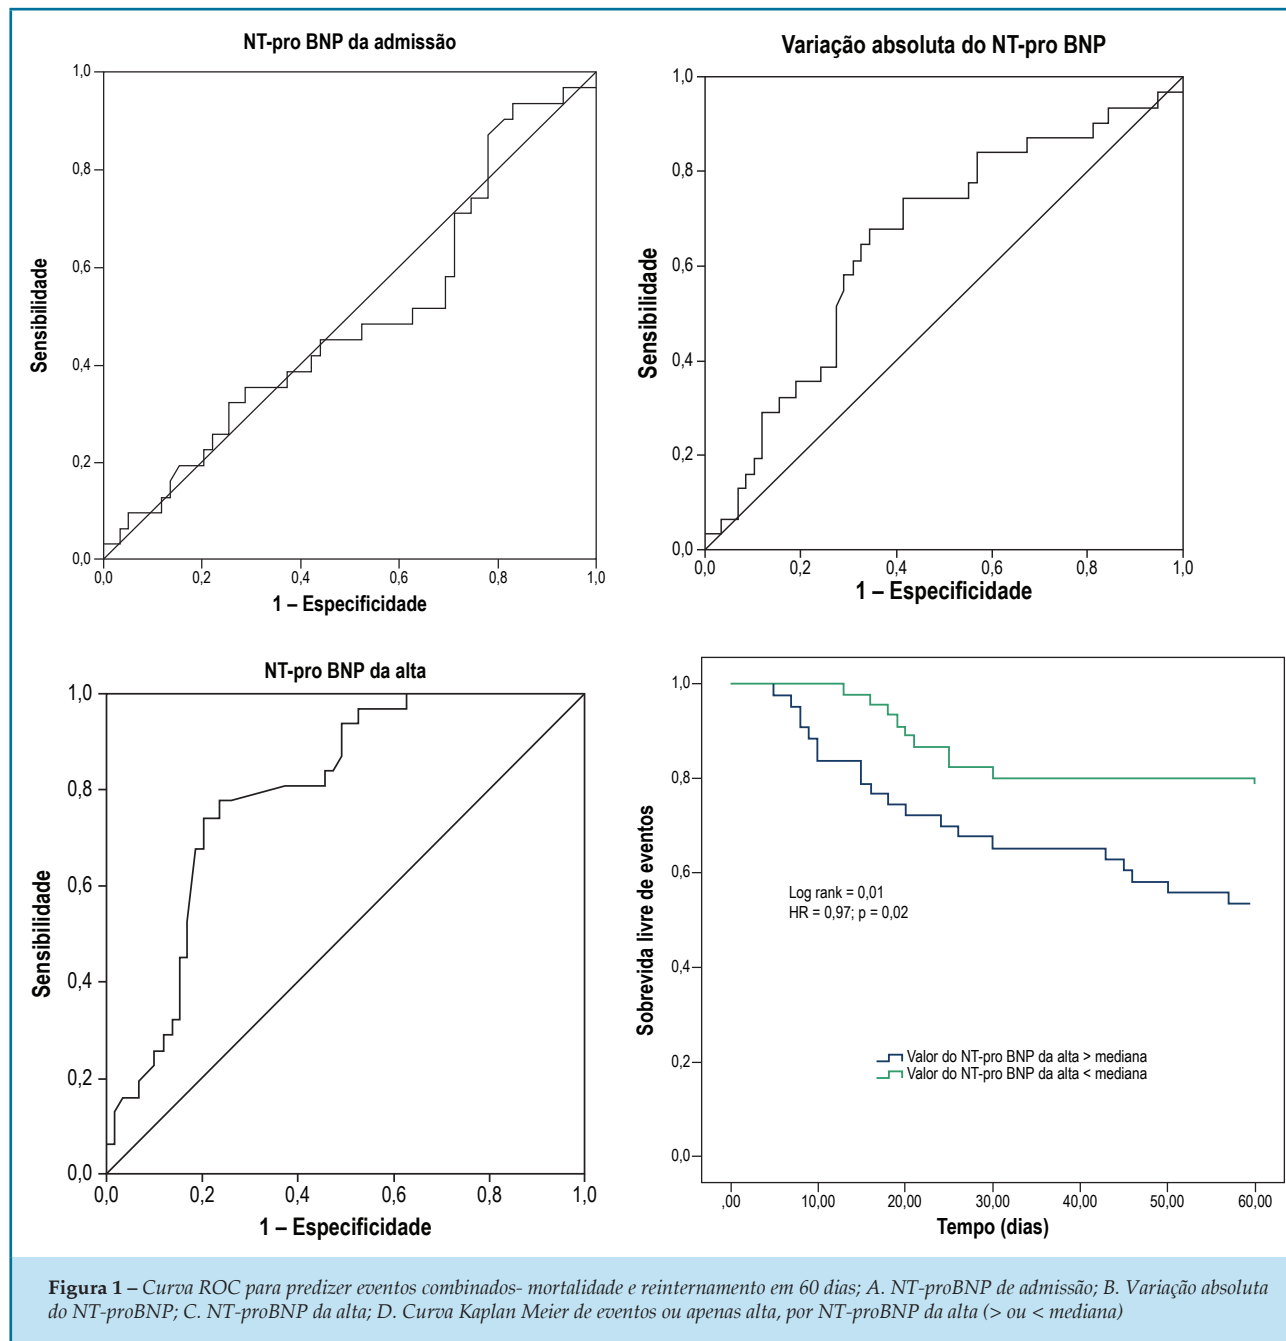 NT-pro BNP da admissão
1,0
0,8
0,6
0,4
0,2
0,0
Sensibilidade
0,0 0,2 0,4 0,6 0,8 1,0
1 – Especificidade
Variação absoluta do NT-pro BNP
1,0
0,8
0,6
0,4
0,2
0,0
Sensibilidade
0,0 0,2 0,4 0,6 0,8 1,0
1 – Especificidade
NT-pro BNP da alta
1,0
0,8
0,6
0,4
0,2
0,0
Sensibilidade
0,0 0,2 0,4 0,6 0,8 1,0
1 – Especificidade
1,0
0,8
0,6
0,4
0,2
0,0
Sobrevida livre de eventos
Log rank = 0,01
HR = 0,97; p = 0,02
Valor do NT-pro BNP da alta > mediana
Valor do NT-pro BNP da alta < mediana
,00 10,00 20,00 30,00 40,00 50,00 60,00
Tempo (dias)
Figura 1 – Curva ROC para predizer eventos combinados- mortalidade e reinternamento em 60 dias; A. NT-proBNP de admissão; B. Variação absoluta
do NT-proBNP; C. NT-proBNP da alta; D. Curva Kaplan Meier de eventos ou apenas alta, por NT-proBNP da alta (> ou < mediana)